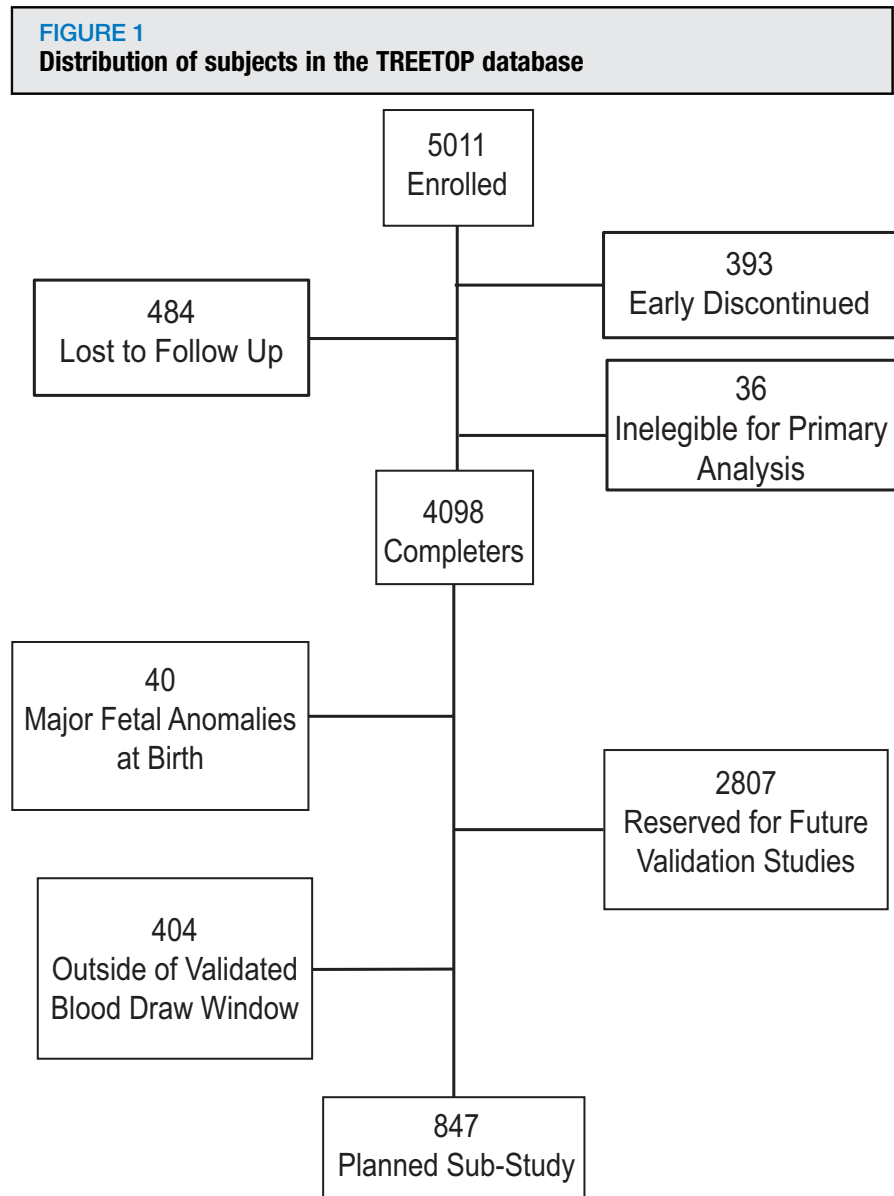 FIGURE 1
Distribution of subjects in the TREETOP database
5011
Enrolled
393
Early Discontinued
484
Lost to Follow Up
36
Inelegible for Primary
Analysis
4098
Completers
40
Major Fetal Anomalies
at Birth
2807
Reserved for Future
Validation Studies
404
Outside of Validated
Blood Draw Window
847
Planned Sub-Study